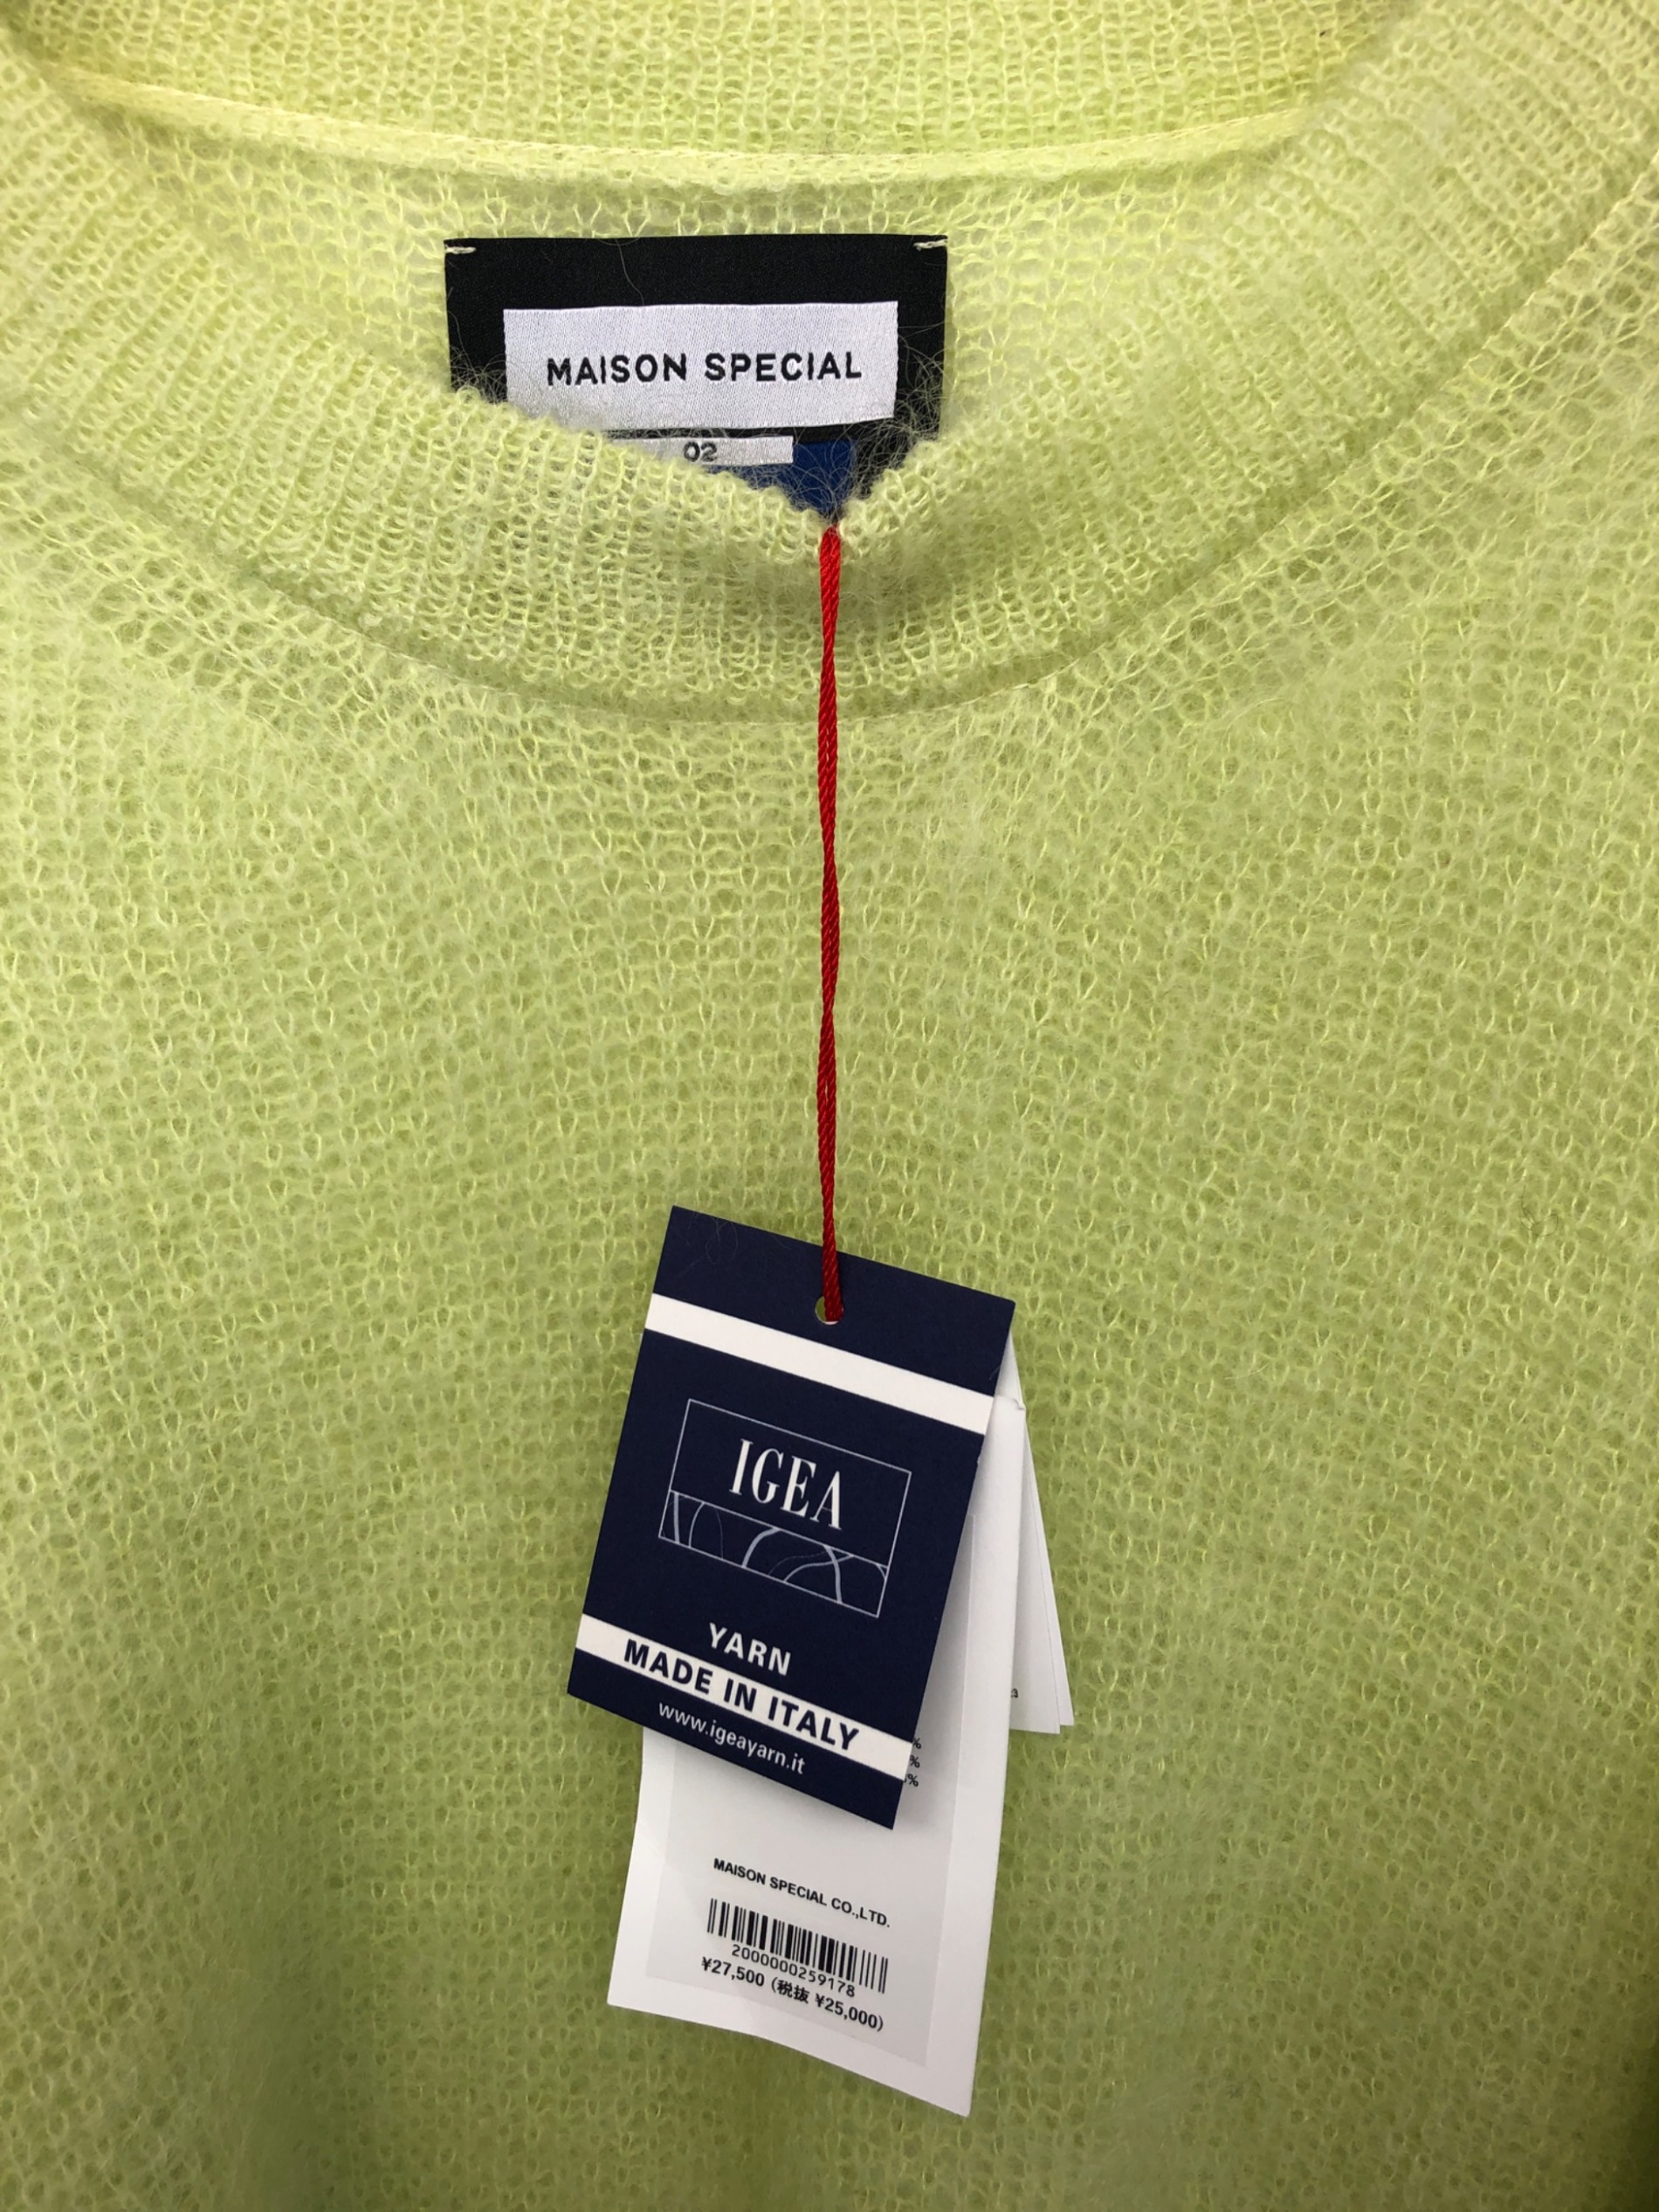 MAISON SPECIAL
02
IGEA
YARN
MADE IN ITALY
www.igeayarn.it
%
%
%
MAISON SPECIAL CO.,LTD.
2000000259178
¥27,500 (税抜 ¥25,000)